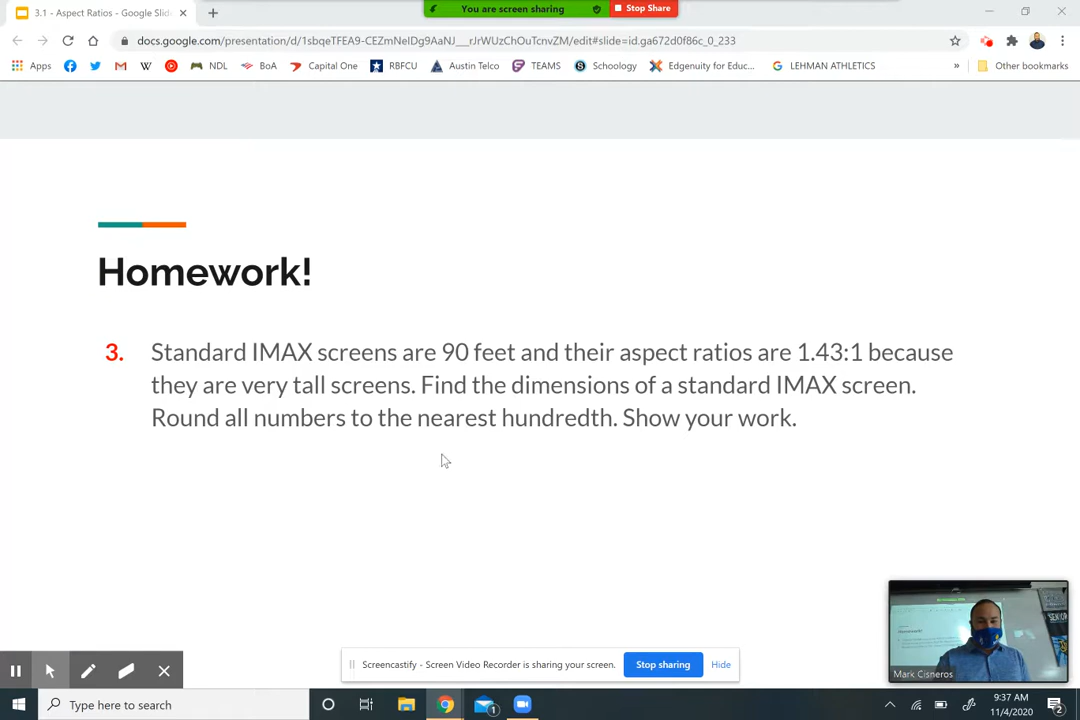 3.1 - Aspect Ratios - Google Slid
You are screen sharing
Stop Share
docs.google.com/presentation/d/1sbqeTFEA9-CEZmNeIDg9AaNJ__rJrWUzChOuTcnvZM/edit#slide=id.ga672d0f86c_0_233
Apps
NDL
BoA
Capital One
RBFCU
Austin Telco
TEAMS
Schoology
Edgenuity for Educ...
LEHMAN ATHLETICS
»
Other bookmarks
Homework!
3. Standard IMAX screens are 90 feet and their aspect ratios are 1.43:1 because
they are very tall screens. Find the dimensions of a standard IMAX screen.
Round all numbers to the nearest hundredth. Show your work.
Screencastify - Screen Video Recorder is sharing your screen.
Stop sharing
Hide
Mark Cisneros
Type here to search
1
9:37 AM
11/4/2020
2